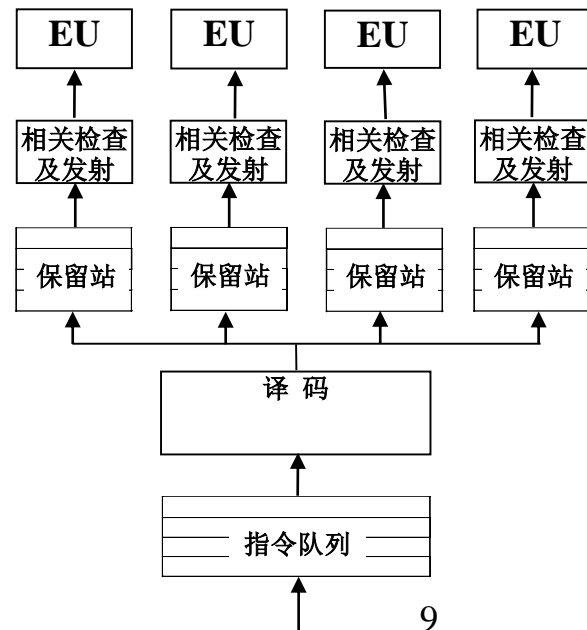 EU EU EU EU
相关检查 相关检查 相关检查 相关检查
及发射 及发射 及发射 及发射
保留站 保留站 保留站 保留站
译 码
指令队列
9